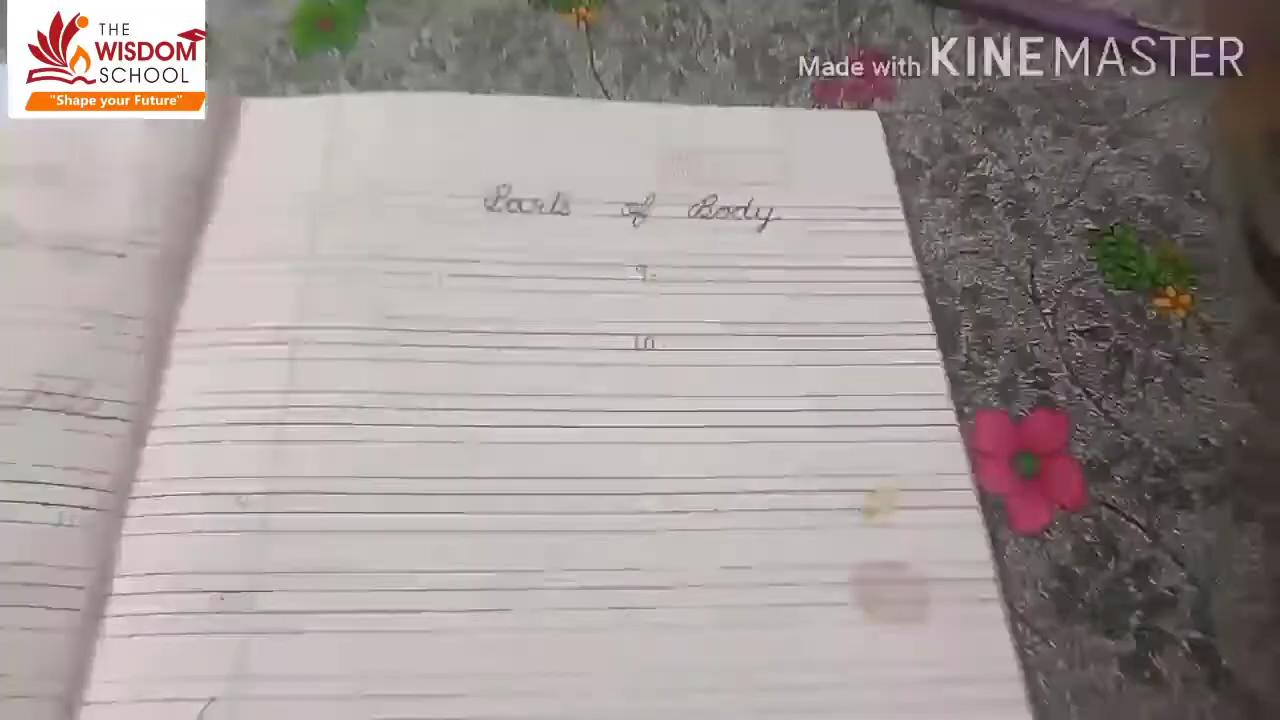 THE
WISDOM
SCHOOL
"Shape your Future"
Made with KINEMASTER
Parts of Body
9.
10.